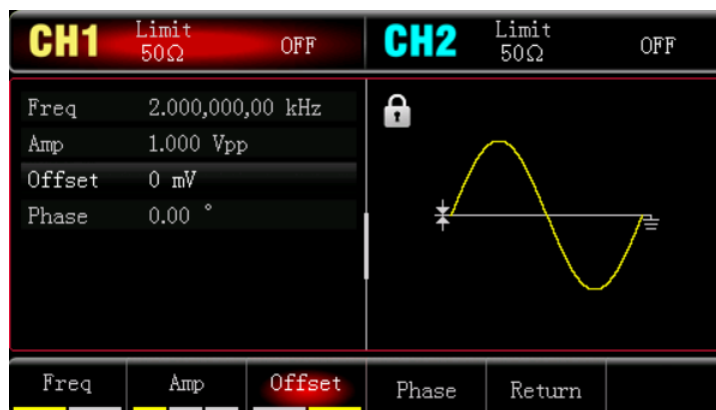 CH1 Limit 50Ω OFF CH2 Limit 50Ω OFF
Freq 2.000,000,00 kHz
Amp 1.000 Vpp
Offset 0 mV
Phase 0.00 °
Freq Amp Offset Phase Return